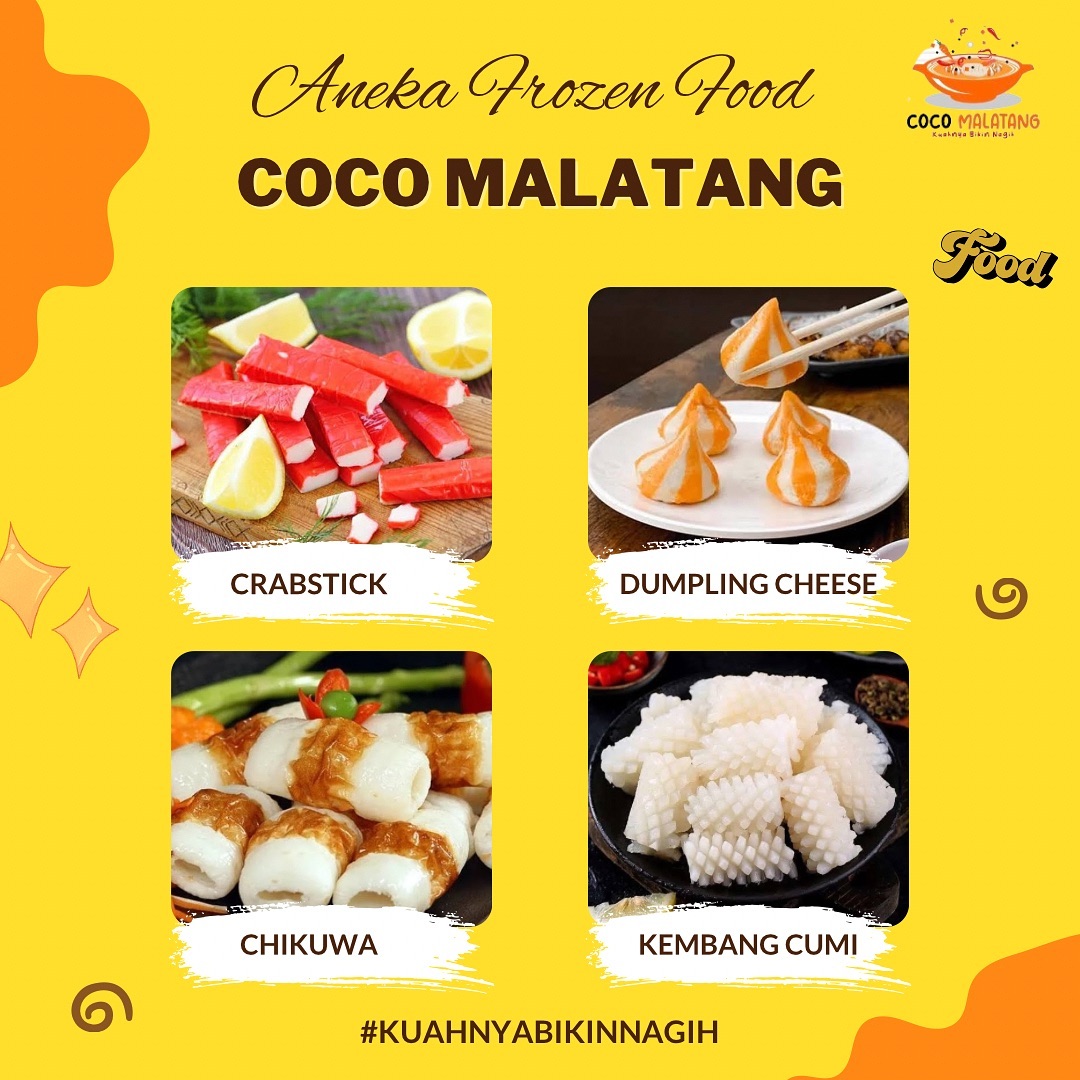 Aneka Frozen Food
COCO MALATANG
COCO MALATANG
Kuahnya Bikin Nagih
Food
CRABSTICK
DUMPLING CHEESE
CHIKUWA
KEMBANG CUMI
#KUAHNYABIKINNAGIH